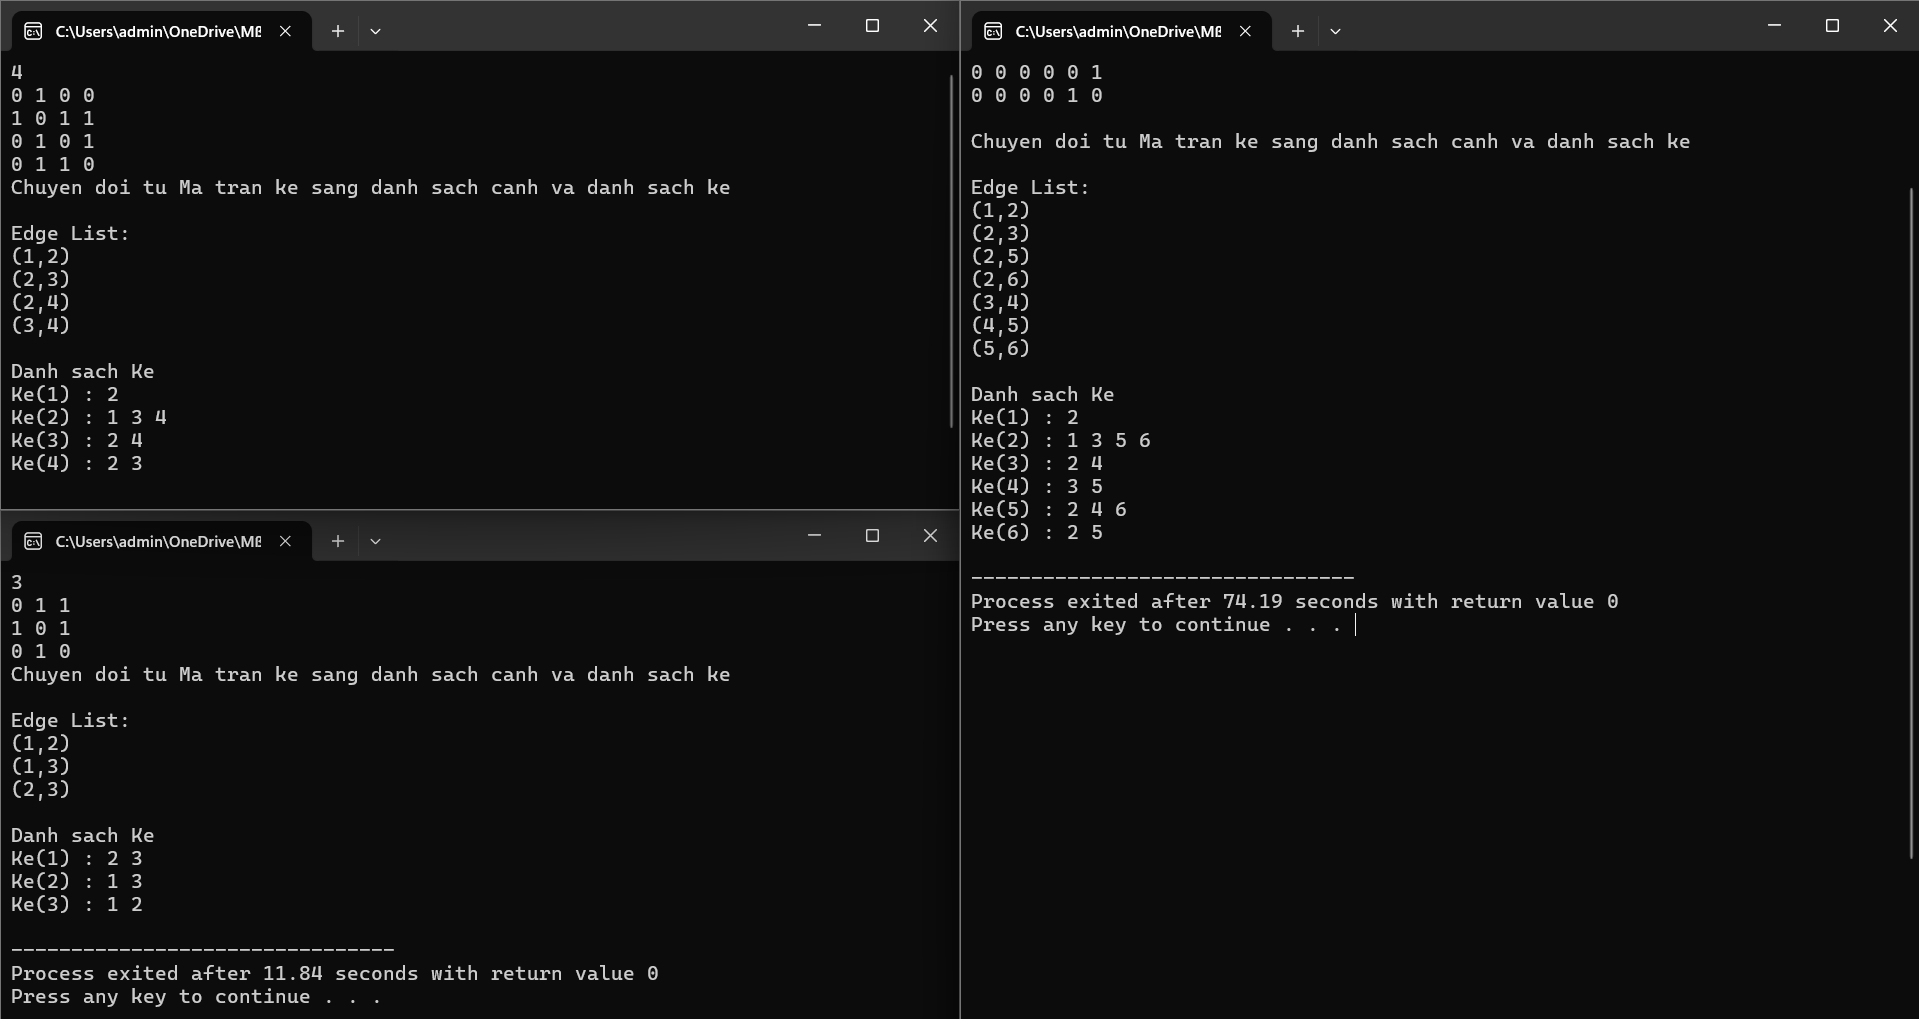 C:\Users\admin\OneDrive\Mß
4
0 1 0 0
1 0 1 1
0 1 0 1
0 1 1 0
Chuyen doi tu Ma tran ke sang danh sach canh va danh sach ke
Edge List:
(1,2)
(2,3)
(2,4)
(3,4)
Danh sach Ke
Ke(1) : 2
Ke(2) : 1 3 4
Ke(3) : 2 4
Ke(4) : 2 3
C:\Users\admin\OneDrive\Mß
3
0 1 1
1 0 1
0 1 0
Chuyen doi tu Ma tran ke sang danh sach canh va danh sach ke
Edge List:
(1,2)
(1,3)
(2,3)
Danh sach Ke
Ke(1) : 2 3
Ke(2) : 1 3
Ke(3) : 1 2
--------------------------------
Process exited after 11.84 seconds with return value 0
Press any key to continue . . .
C:\Users\admin\OneDrive\Mß
0 0 0 0 0 1
0 0 0 0 1 0
Chuyen doi tu Ma tran ke sang danh sach canh va danh sach ke
Edge List:
(1,2)
(2,3)
(2,5)
(2,6)
(3,4)
(4,5)
(5,6)
Danh sach Ke
Ke(1) : 2
Ke(2) : 1 3 5 6
Ke(3) : 2 4
Ke(4) : 3 5
Ke(5) : 2 4 6
Ke(6) : 2 5
--------------------------------
Process exited after 74.19 seconds with return value 0
Press any key to continue . . .